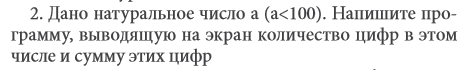 2. Дано натуральное число a (a<100). Напишите про-
грамму, выводящую на экран количество цифр в этом
числе и сумму этих цифр